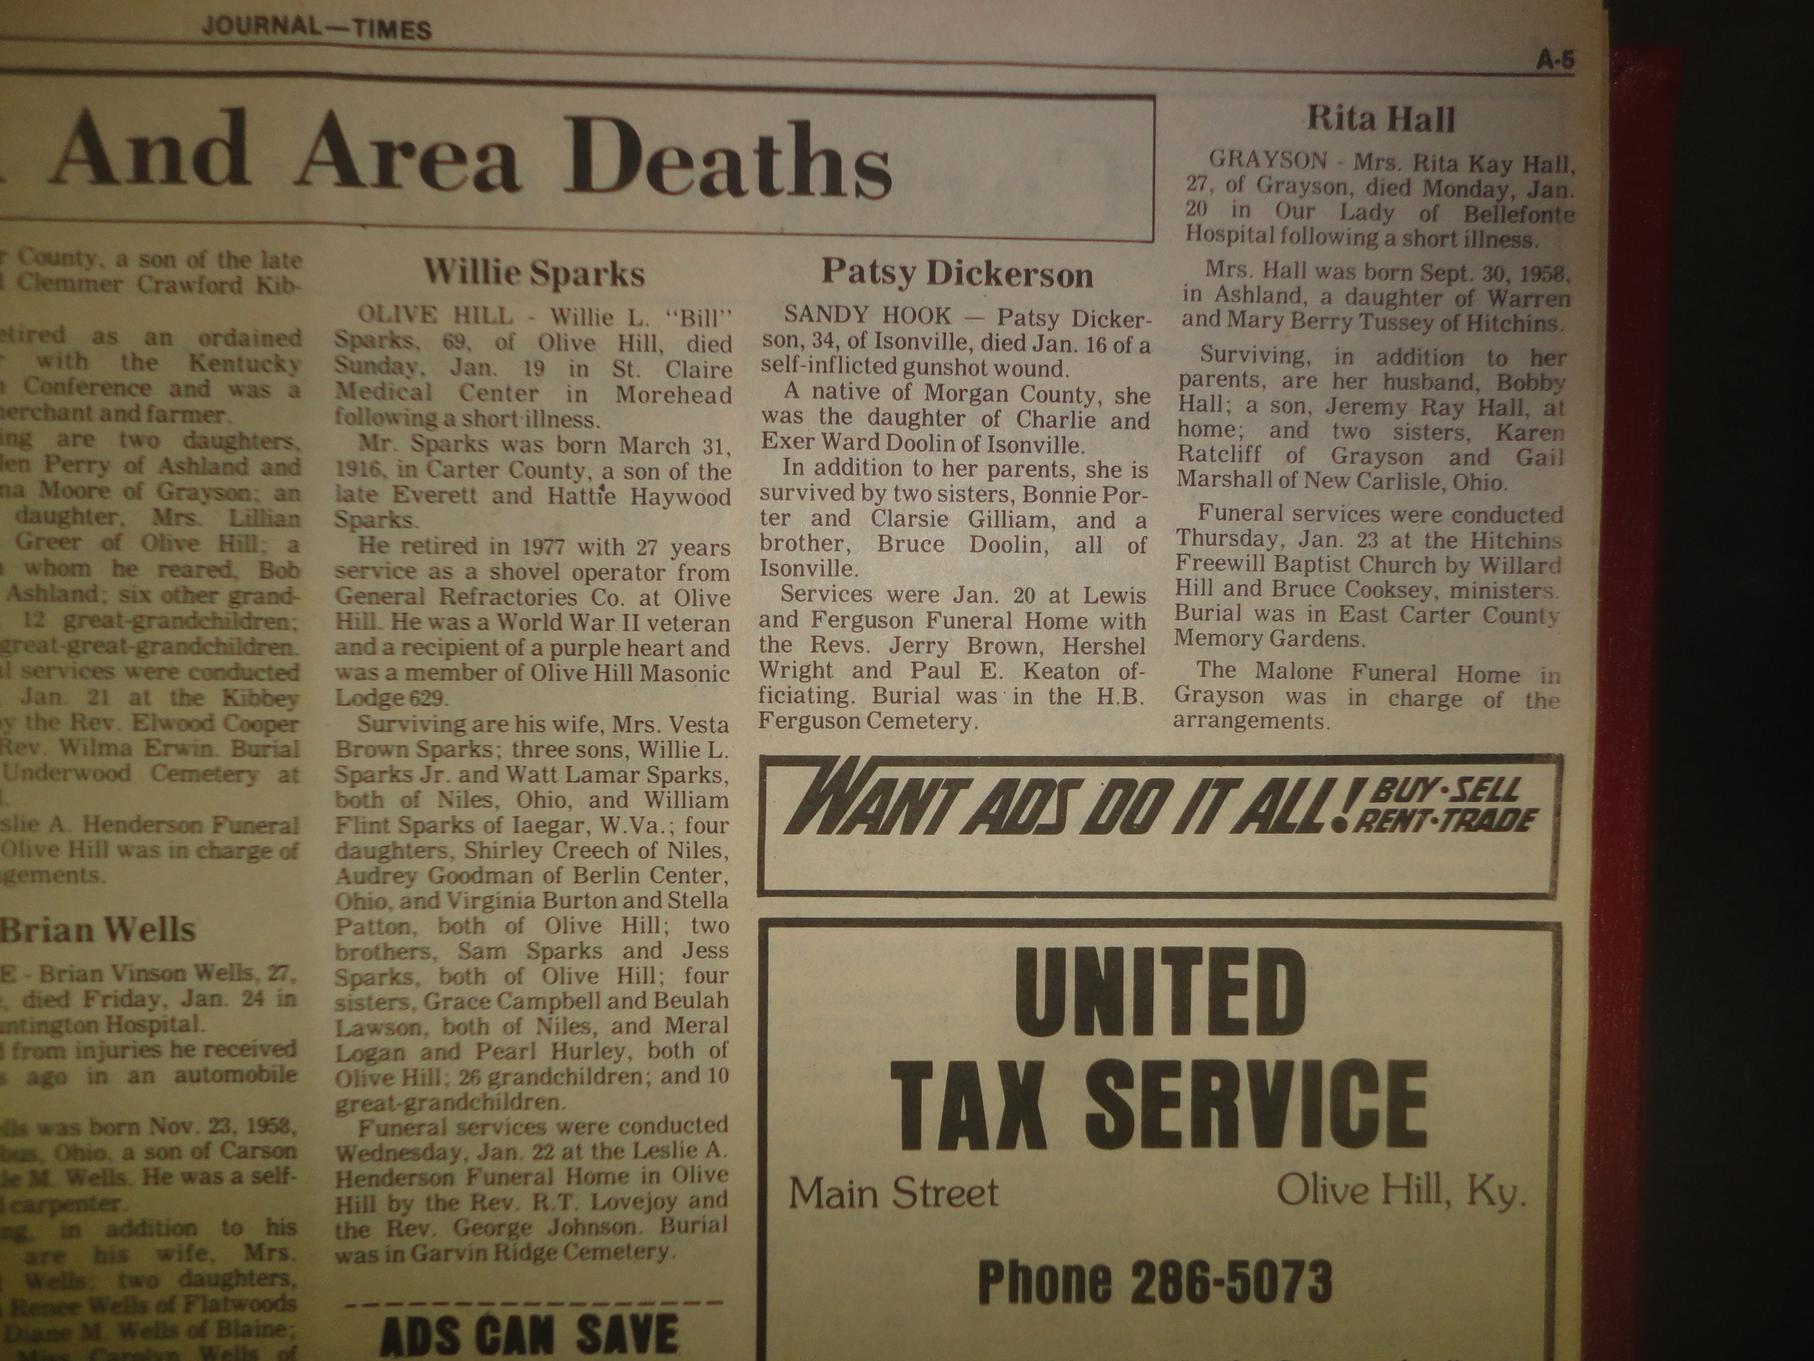 JOURNAL—TIMES
A-5
And Area Deaths
County, a son of the late
Clemmer Crawford Kib-
as an ordained
with the Kentucky
Conference and was a
and farmer.
are two daughters,
Perry of Ashland and
Moore of Grayson; an
daughter, Mrs. Lillian
Greer of Olive Hill; a
whom he reared, Bob
Ashland; six other grand-
12 great-grandchildren;
great-great-grandchildren.
services were conducted
Jan. 21 at the Kibbey
the Rev. Elwood Cooper
Rev. Wilma Erwin. Burial
Underwood Cemetery at
A. Henderson Funeral
Olive Hill was in charge of
Brian Wells
- Brian Vinson Wells, 27,
died Friday, Jan. 24 in
Hospital.
from injuries he received
ago in an automobile
was born Nov. 23, 1958,
Ohio, a son of Carson
M. Wells. He was a self-
carpenter.
in addition to his
are his wife, Mrs.
Wells; two daughters,
Renee Wells of Flatwoods
Diane M. Wells of Blaine;
Miss Carolyn Wells of
Willie Sparks
OLIVE HILL - Willie L. “Bill”
Sparks, 69, of Olive Hill, died
Sunday, Jan. 19 in St. Claire
Medical Center in Morehead
following a short illness.
Mr. Sparks was born March 31,
1916, in Carter County, a son of the
late Everett and Hattie Haywood
Sparks.
He retired in 1977 with 27 years
service as a shovel operator from
General Refractories Co. at Olive
Hill. He was a World War II veteran
and a recipient of a purple heart and
was a member of Olive Hill Masonic
Lodge 629.
Surviving are his wife, Mrs. Vesta
Brown Sparks; three sons, Willie L.
Sparks Jr. and Watt Lamar Sparks,
both of Niles, Ohio, and William
Flint Sparks of Iaegar, W.Va.; four
daughters, Shirley Creech of Niles,
Audrey Goodman of Berlin Center,
Ohio, and Virginia Burton and Stella
Patton, both of Olive Hill; two
brothers, Sam Sparks and Jess
Sparks, both of Olive Hill; four
sisters, Grace Campbell and Beulah
Lawson, both of Niles, and Meral
Logan and Pearl Hurley, both of
Olive Hill; 26 grandchildren; and 10
great-grandchildren.
Funeral services were conducted
Wednesday, Jan. 22 at the Leslie A.
Henderson Funeral Home in Olive
Hill by the Rev. R.T. Lovejoy and
the Rev. George Johnson. Burial
was in Garvin Ridge Cemetery.
ADS CAN SAVE
Patsy Dickerson
SANDY HOOK — Patsy Dicker-
son, 34, of Isonville, died Jan. 16 of a
self-inflicted gunshot wound.
A native of Morgan County, she
was the daughter of Charlie and
Exer Ward Doolin of Isonville.
In addition to her parents, she is
survived by two sisters, Bonnie Por-
ter and Clarsie Gilliam, and a
brother, Bruce Doolin, all of
Isonville.
Services were Jan. 20 at Lewis
and Ferguson Funeral Home with
the Revs. Jerry Brown, Hershel
Wright and Paul E. Keaton of-
ficiating. Burial was in the H.B.
Ferguson Cemetery.
Rita Hall
GRAYSON - Mrs. Rita Kay Hall,
27, of Grayson, died Monday, Jan.
20 in Our Lady of Bellefonte
Hospital following a short illness.
Mrs. Hall was born Sept. 30, 1958,
in Ashland, a daughter of Warren
and Mary Berry Tussey of Hitchins.
Surviving, in addition to her
parents, are her husband, Bobby
Hall; a son, Jeremy Ray Hall, at
home; and two sisters, Karen
Ratcliff of Grayson and Gail
Marshall of New Carlisle, Ohio.
Funeral services were conducted
Thursday, Jan. 23 at the Hitchins
Freewill Baptist Church by Willard
Hill and Bruce Cooksey, ministers.
Burial was in East Carter County
Memory Gardens.
The Malone Funeral Home in
Grayson was in charge of the
arrangements.
WANT ADS DO IT ALL! BUY•SELL
RENT•TRADE
UNITED
TAX SERVICE
Main Street Olive Hill, Ky.
Phone 286-5073